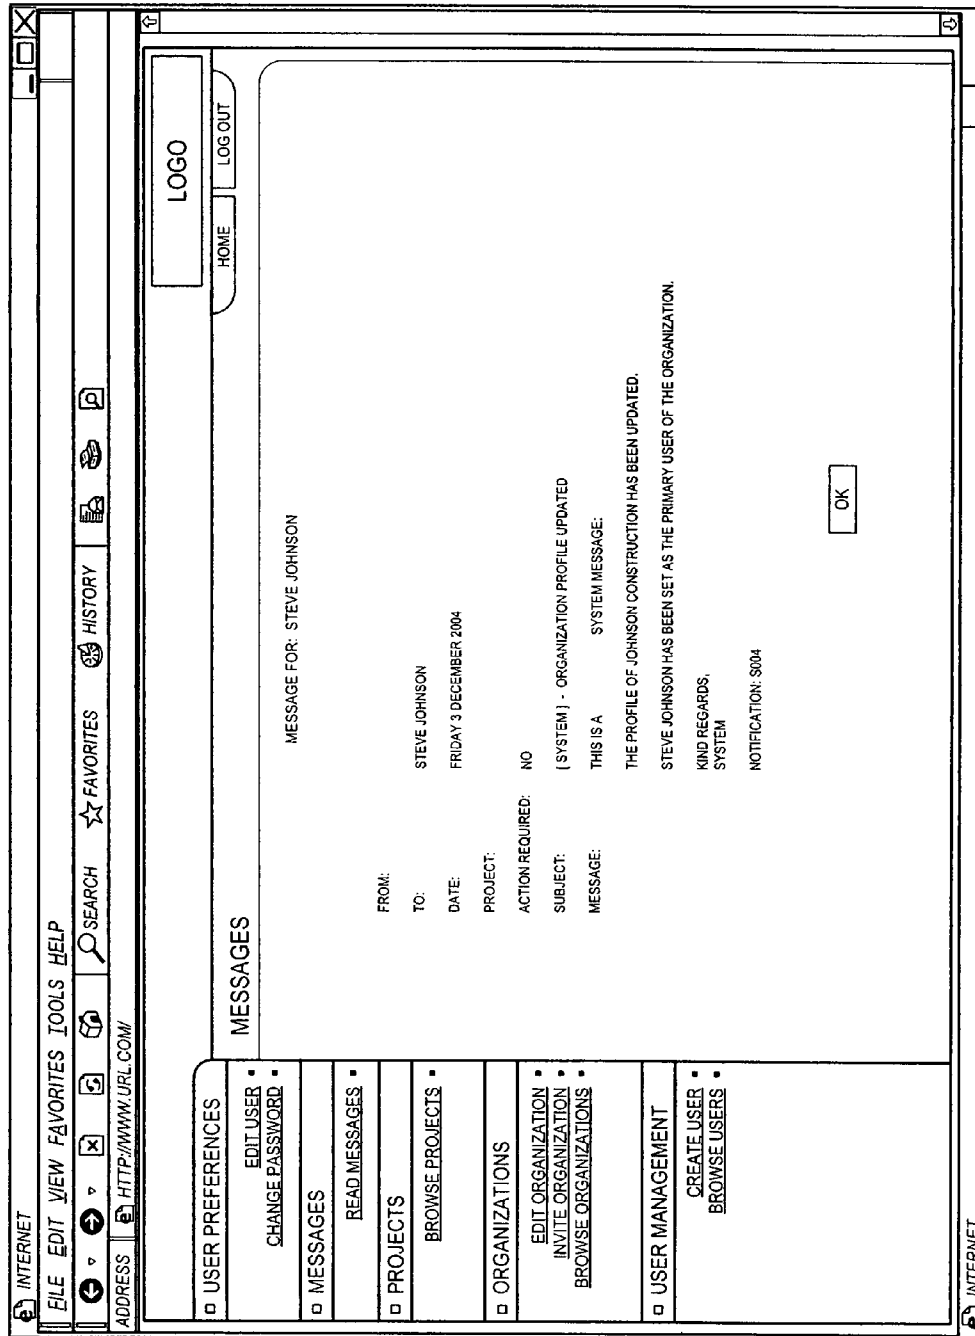 INTERNET
FILE EDIT VIEW FAVORITES TOOLS HELP
SEARCH FAVORITES HISTORY
ADDRESS HTTP://WWW.URL.COM/
LOGO
HOME LOG OUT
USER PREFERENCES
EDIT USER
CHANGE PASSWORD
MESSAGES
READ MESSAGES
PROJECTS
BROWSE PROJECTS
ORGANIZATIONS
EDIT ORGANIZATION
INVITE ORGANIZATION
BROWSE ORGANIZATIONS
USER MANAGEMENT
CREATE USER
BROWSE USERS
MESSAGES
MESSAGE FOR: STEVE JOHNSON
FROM:
TO: STEVE JOHNSON
DATE: FRIDAY 3 DECEMBER 2004
PROJECT:
ACTION REQUIRED: NO
SUBJECT: [ SYSTEM ] - ORGANIZATION PROFILE UPDATED
MESSAGE: THIS IS A SYSTEM MESSAGE:
THE PROFILE OF JOHNSON CONSTRUCTION HAS BEEN UPDATED.
STEVE JOHNSON HAS BEEN SET AS THE PRIMARY USER OF THE ORGANIZATION.
KIND REGARDS,
SYSTEM
NOTIFICATION: S004
OK
INTERNET